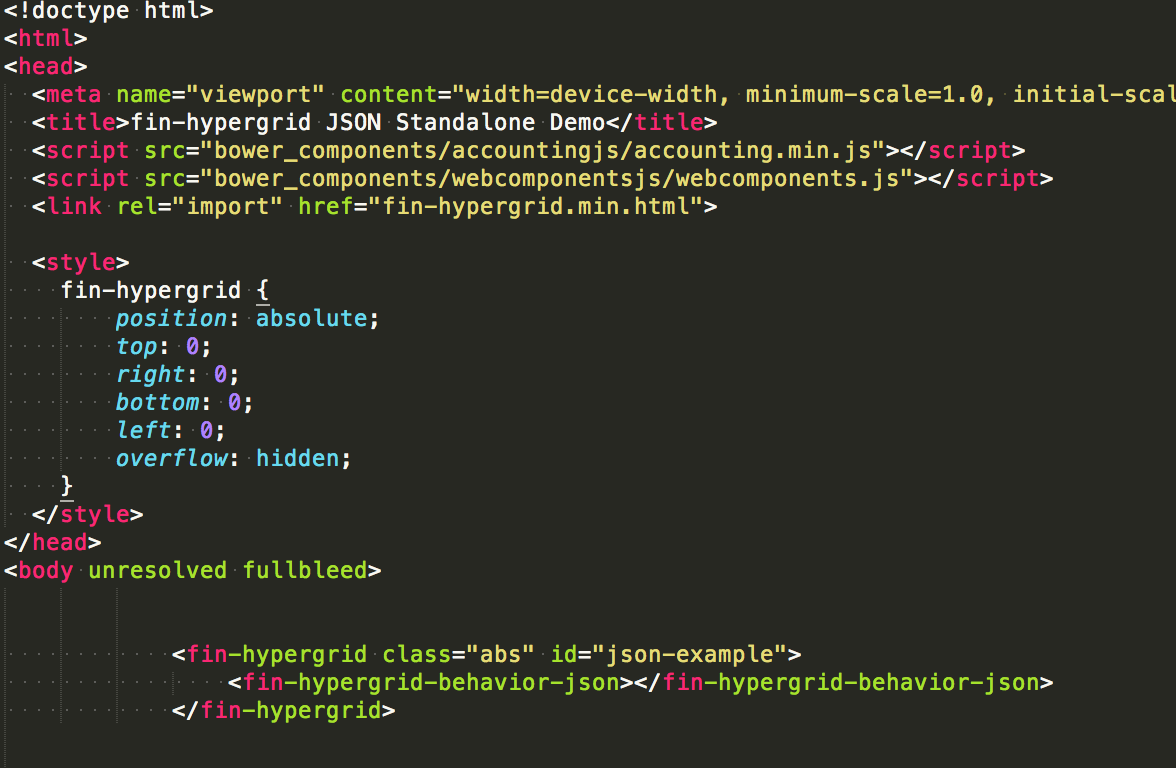 <!doctype html>
<html>
<head>
<meta name="viewport" content="width=device-width, minimum-scale=1.0, initial-scal
<title>fin-hypergrid JSON Standalone Demo</title>
<script src="bower_components/accountingjs/accounting.min.js"></script>
<script src="bower_components/webcomponentsjs/webcomponents.js"></script>
<link rel="import" href="fin-hypergrid.min.html">
<style>
fin-hypergrid {
position: absolute;
top: 0;
right: 0;
bottom: 0;
left: 0;
overflow: hidden;
}
</style>
</head>
<body unresolved fullbleed>
<fin-hypergrid class="abs" id="json-example">
<fin-hypergrid-behavior-json></fin-hypergrid-behavior-json>
</fin-hypergrid>